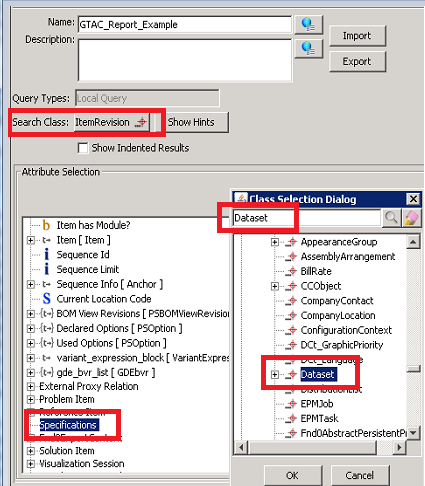 Name: GTAC_Report_Example
Import
Description:
Export
Query Types: Local Query
Search Class: ItemRevision Show Hints
Show Indented Results
Attribute Selection
b Item has Module?
Item [ Item ]
i Sequence Id
i Sequence Limit
Sequence Info [ Anchor ]
S Current Location Code
{t→} BOM View Revisions [ PSBOMViewRevision
{t→} Declared Options [ PSOption ]
{t→} Used Options [ PSOption ]
variant_expression_block [ VariantExpres
{t→} gde_bvr_list [ GDEbvr ]
External Proxy Relation
Problem Item
Reference Item
Specifications
Solution Item
Visualization Session
Class Selection Dialog
Dataset
AppearanceGroup
AssemblyArrangement
BillRate
CCObject
CompanyContact
CompanyLocation
ConfigurationContext
DCt_GraphicPriority
DCt_Language
Dataset
DistributionList
EPMJob
EPMTask
Fnd0AbstractPersistentPr
OK
Cancel